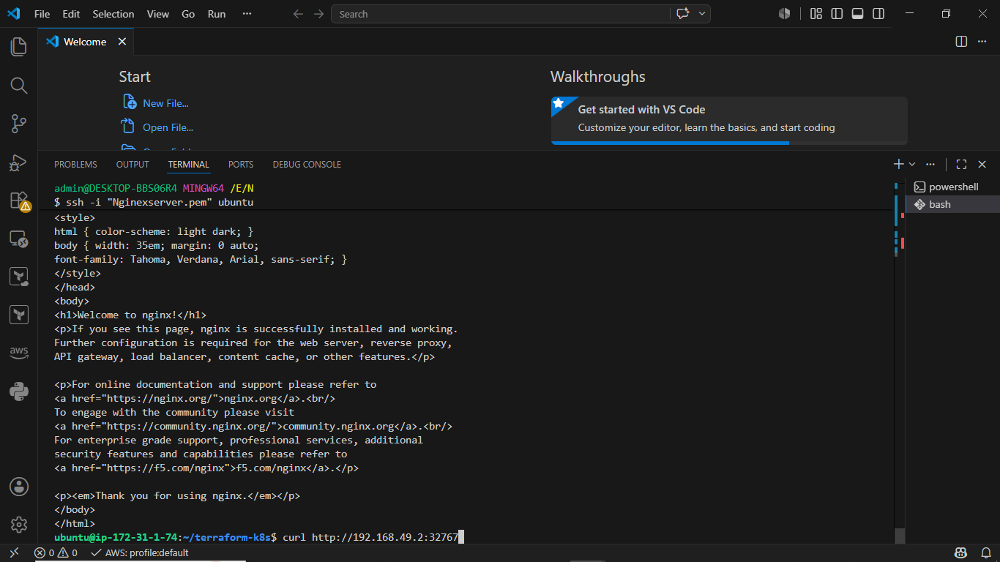 File Edit Selection View Go Run ··· Search
Welcome
Start
New File...
Open File...
Walkthroughs
Get started with VS Code
Customize your editor, learn the basics, and start coding
PROBLEMS OUTPUT TERMINAL PORTS DEBUG CONSOLE
powershell
bash
admin@DESKTOP-BBS06R4 MINGW64 /E/N
$ ssh -i "Nginexserver.pem" ubuntu
<style>
html { color-scheme: light dark; }
body { width: 35em; margin: 0 auto;
font-family: Tahoma, Verdana, Arial, sans-serif; }
</style>
</head>
<body>
<h1>Welcome to nginx!</h1>
<p>If you see this page, nginx is successfully installed and working.
Further configuration is required for the web server, reverse proxy,
API gateway, load balancer, content cache, or other features.</p>
<p>For online documentation and support please refer to
<a href="https://nginx.org/">nginx.org</a>.<br/>
To engage with the community please visit
<a href="https://community.nginx.org/">community.nginx.org</a>.<br/>
For enterprise grade support, professional services, additional
security features and capabilities please refer to
<a href="https://f5.com/nginx">f5.com/nginx</a>.</p>
<p><em>Thank you for using nginx.</em></p>
</body>
</html>
ubuntu@ip-172-31-1-74:~/terraform-k8s$ curl http://192.168.49.2:32767
aws
0 0 AWS: profile:default